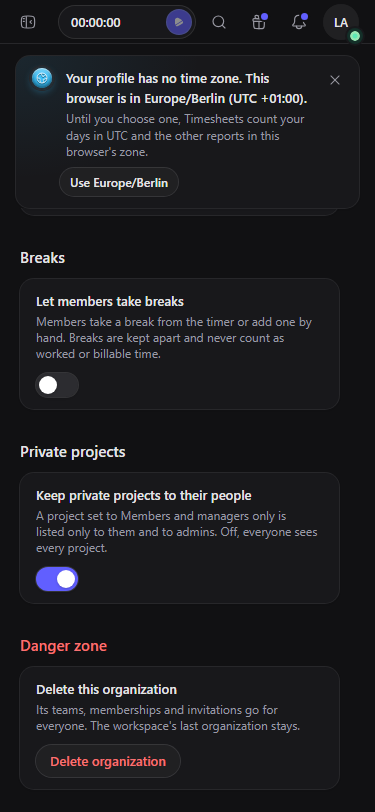 00:00:00
LA
Your profile has no time zone. This
browser is in Europe/Berlin (UTC +01:00).
Until you choose one, Timesheets count your
days in UTC and the other reports in this
browser's zone.
Use Europe/Berlin
Breaks
Let members take breaks
Members take a break from the timer or add one by
hand. Breaks are kept apart and never count as
worked or billable time.
Private projects
Keep private projects to their people
A project set to Members and managers only is
listed only to them and to admins. Off, everyone sees
every project.
Danger zone
Delete this organization
Its teams, memberships and invitations go for
everyone. The workspace's last organization stays.
Delete organization